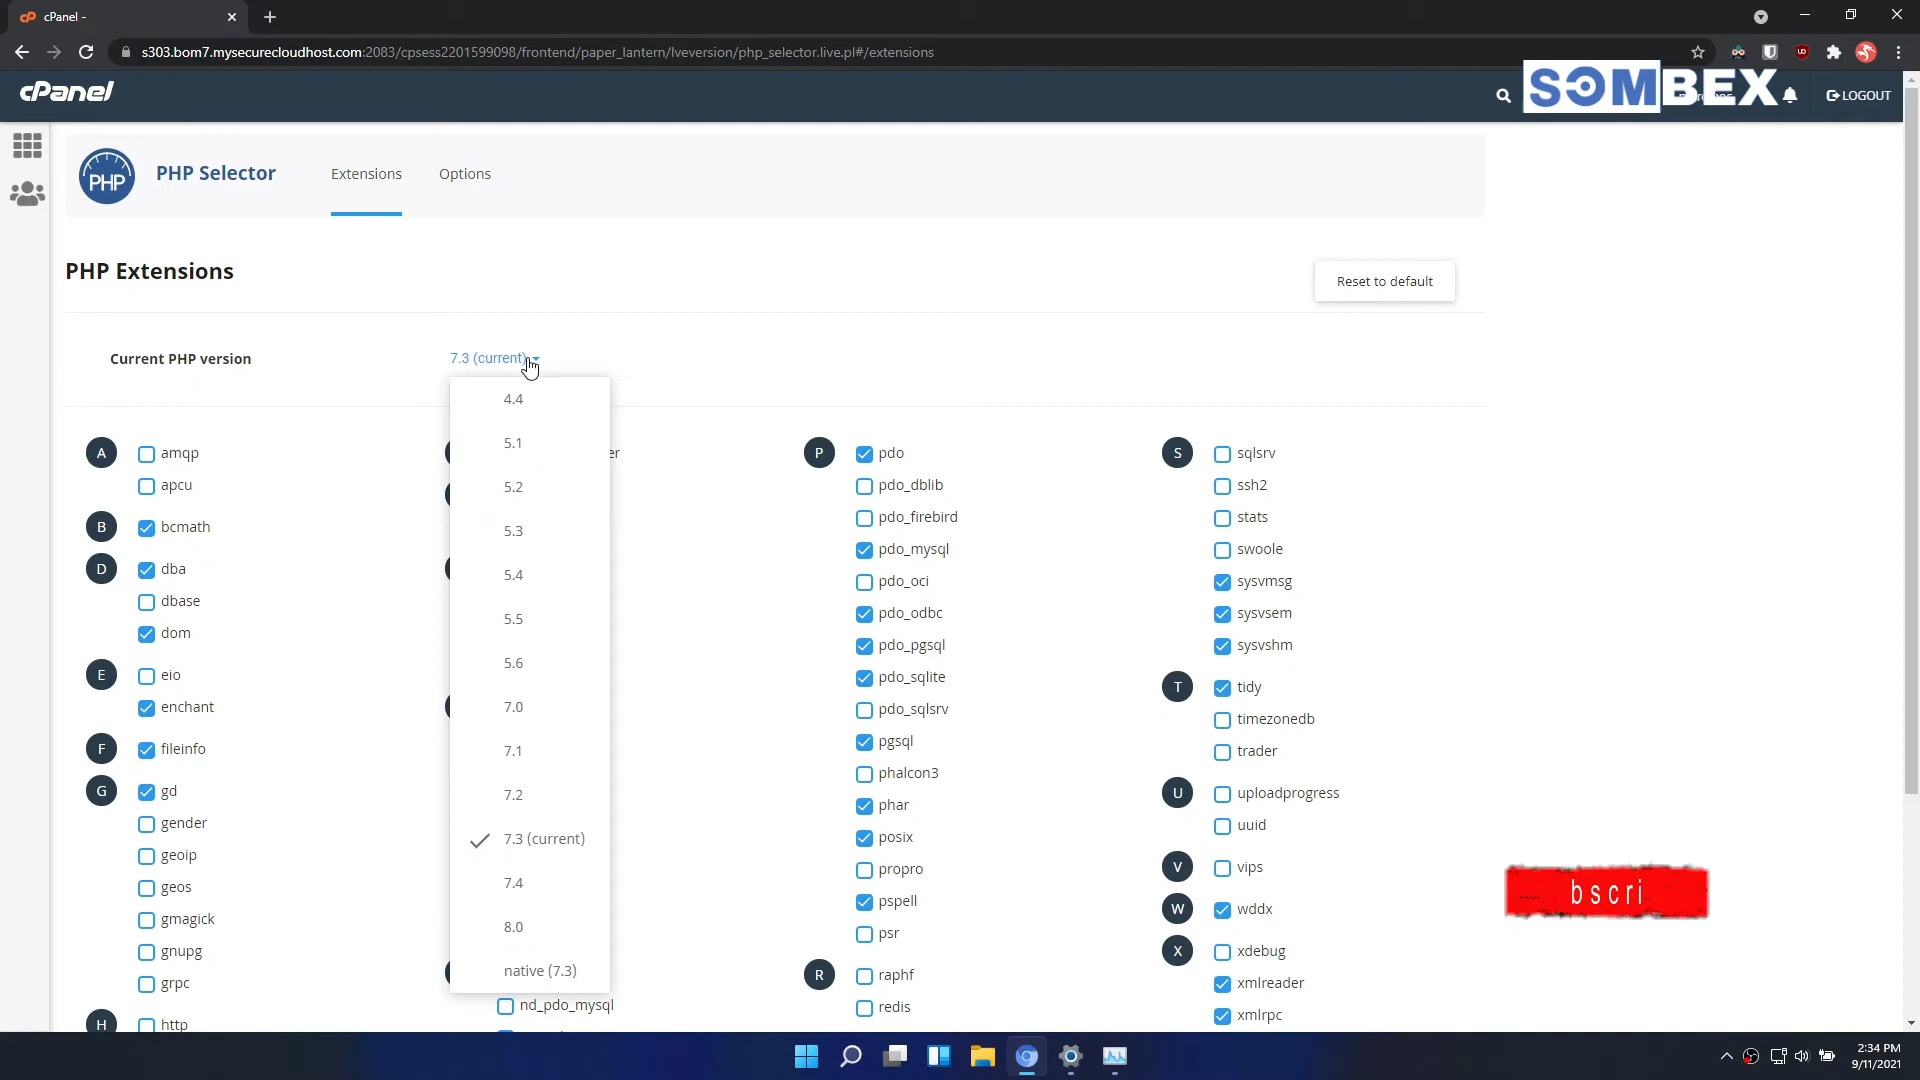 cPanel -
s303.bom7.mysecurecloudhost.com:2083/cpsess2201599098/frontend/paper_lantern/lveversion/php_selector.live.pl#/extensions
cPanel
SOMBEX
LOGOUT
PHP
PHP Selector
Extensions
Options
PHP Extensions
Reset to default
Current PHP version
7.3 (current)
4.4
5.1
5.2
5.3
5.4
5.5
5.6
7.0
7.1
7.2
7.3 (current)
7.4
8.0
native (7.3)
A
amqp
apcu
B
bcmath
D
dba
dbase
dom
E
eio
enchant
F
fileinfo
G
gd
gender
geoip
geos
gmagick
gnupg
grpc
H
http
er
nd_pdo_mysql
P
pdo
pdo_dblib
pdo_firebird
pdo_mysql
pdo_oci
pdo_odbc
pdo_pgsql
pdo_sqlite
pdo_sqlsrv
pgsql
phalcon3
phar
posix
propro
pspell
psr
R
raphf
redis
S
sqlsrv
ssh2
stats
swoole
sysvmsg
sysvsem
sysvshm
T
tidy
timezonedb
trader
U
uploadprogress
uuid
V
vips
W
wddx
X
xdebug
xmlreader
xmlrpc
bscri
2:34 PM
9/11/2021